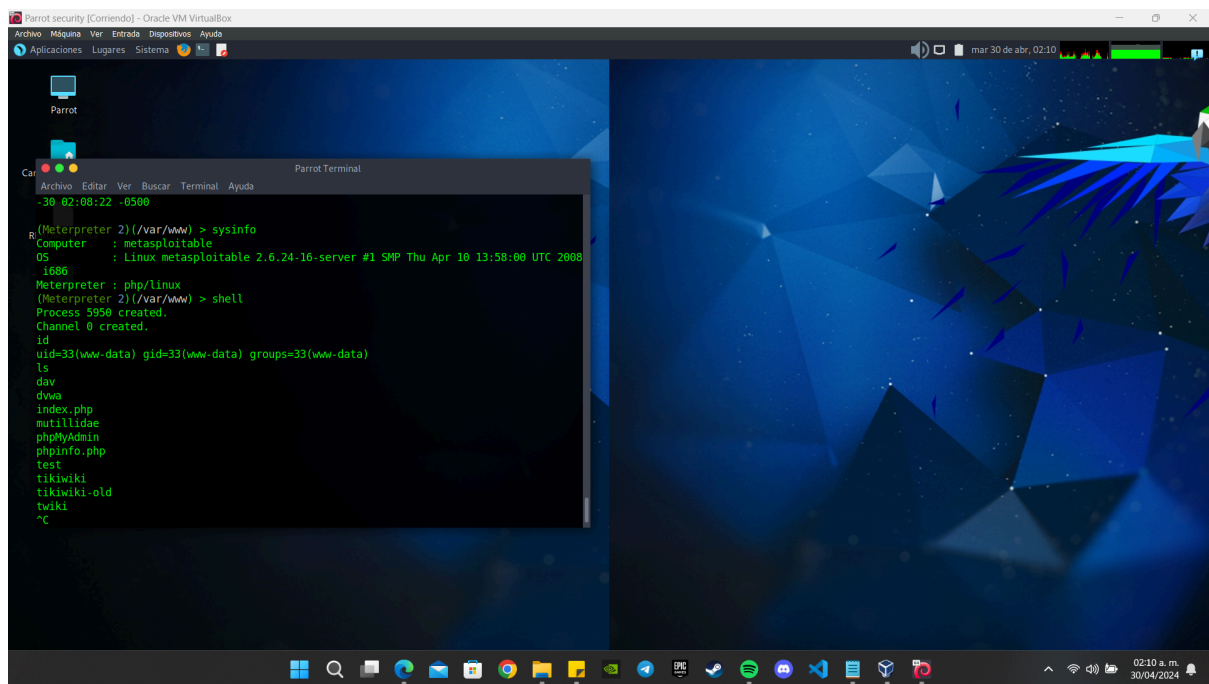 Parrot security [Corriendo] - Oracle VM VirtualBox
Archivo Máquina Ver Entrada Dispositivos Ayuda
Aplicaciones Lugares Sistema
mar 30 de abr, 02:10
Parrot
Car
Parrot Terminal
Archivo Editar Ver Buscar Terminal Ayuda
-30 02:08:22 -0500
(Meterpreter 2)(/var/www) > sysinfo
Computer : metasploitable
OS : Linux metasploitable 2.6.24-16-server #1 SMP Thu Apr 10 13:58:00 UTC 2008
i686
Meterpreter : php/linux
(Meterpreter 2)(/var/www) > shell
Process 5950 created.
Channel 0 created.
id
uid=33(www-data) gid=33(www-data) groups=33(www-data)
ls
dav
dvwa
index.php
mutillidae
phpMyAdmin
phpinfo.php
test
tikiwiki
tikiwiki-old
twiki
^C
EPIC
GAMES
02:10 a. m.
30/04/2024